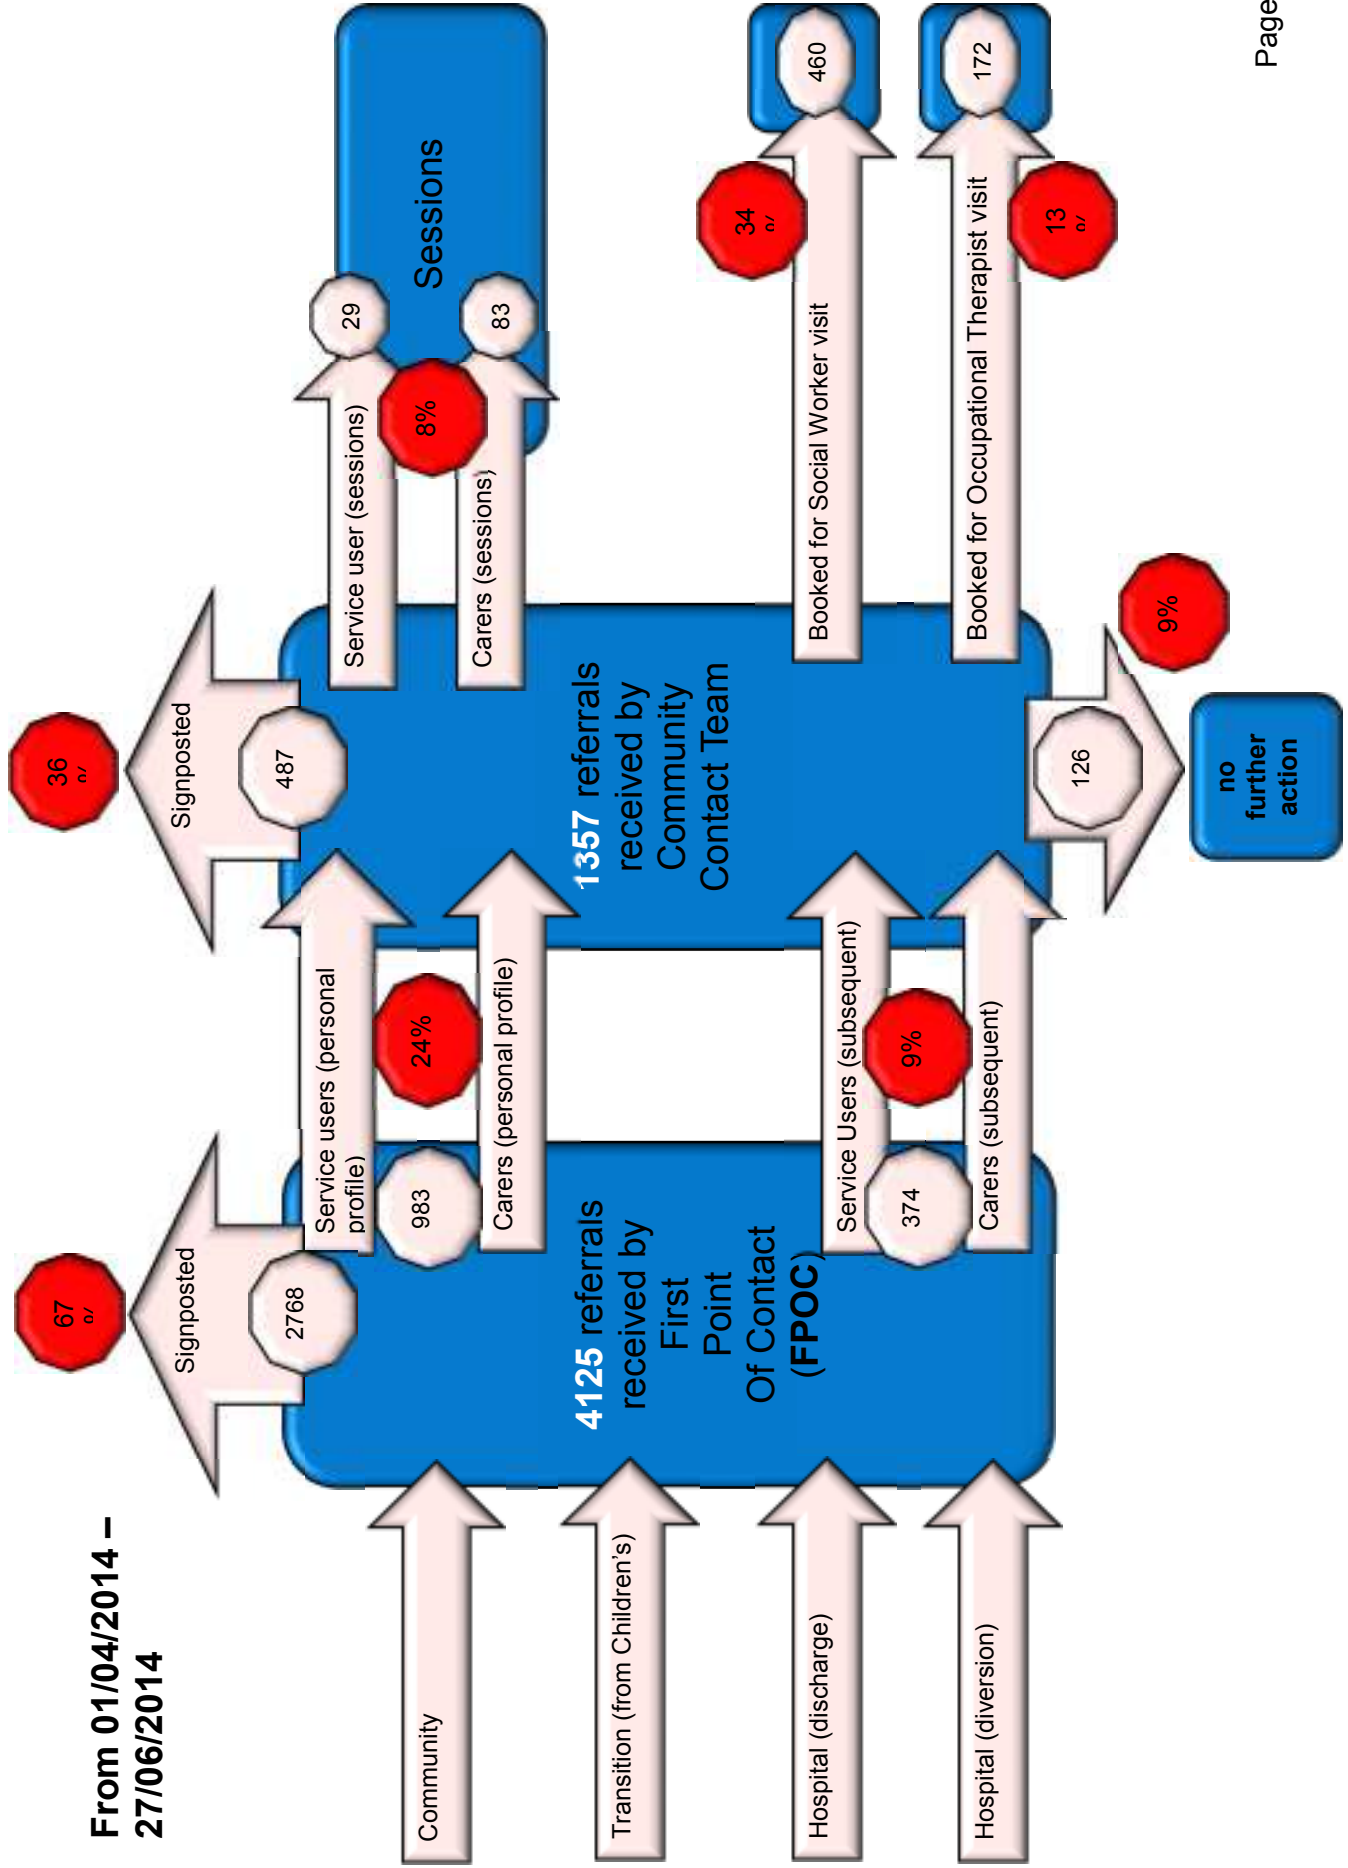 From 01/04/2014 –
27/06/2014
Community
Transition (from Children's)
Hospital (discharge)
Hospital (diversion)
67
%
Signposted
2768
4125 referrals
received by
First
Point
Of Contact
(FPOC)
Service users (personal
profile)
983
24%
Carers (personal profile)
Service Users (subsequent)
374
9%
Carers (subsequent)
36
%
Signposted
487
1357 referrals
received by
Community
Contact Team
126
9%
no
further
action
Service user (sessions)
29
8%
Carers (sessions)
83
Sessions
Booked for Social Worker visit
34
%
460
Booked for Occupational Therapist visit
13
%
172
Page